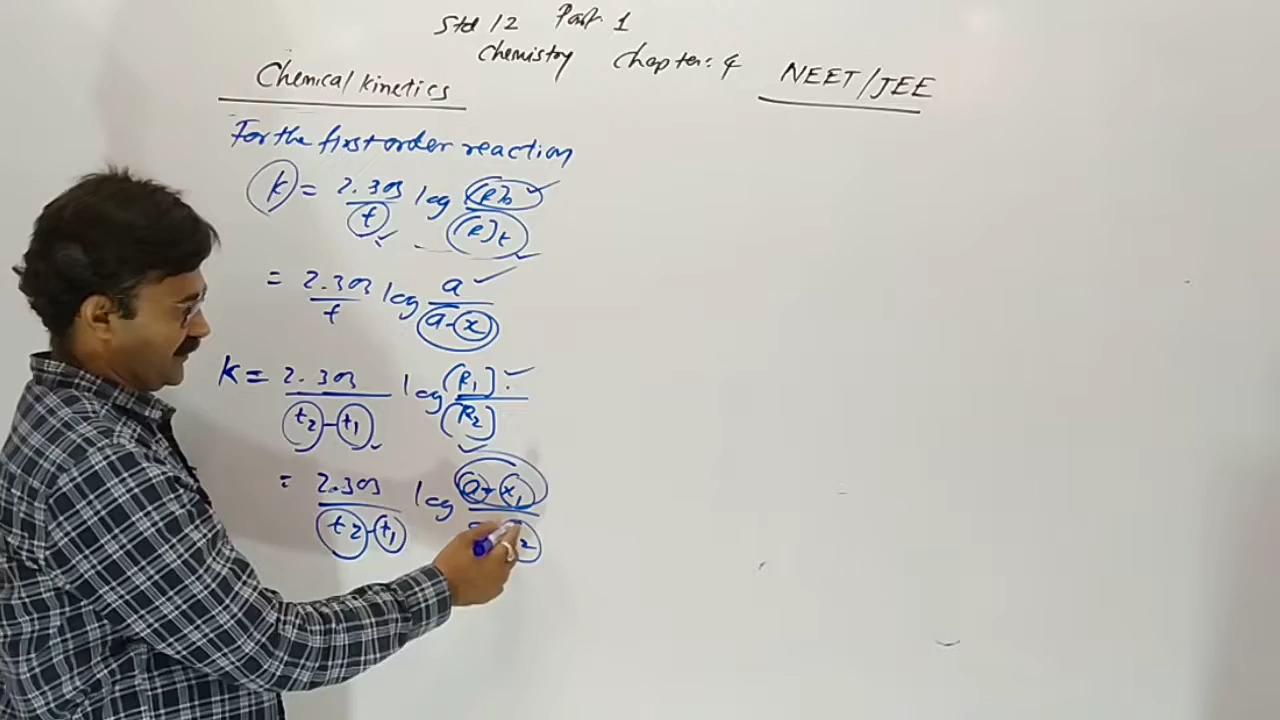 Std 12 Part 1
Chemistry Chapter: 4
NEET/JEE
Chemical kinetics
For the first order reaction
k = 2.303/t log [R]0/[R]t
= 2.303/t log a/a-x
K = 2.303/t2-t1 log [R1]/[R2]
= 2.303/t2-t1 log a-x1/
2